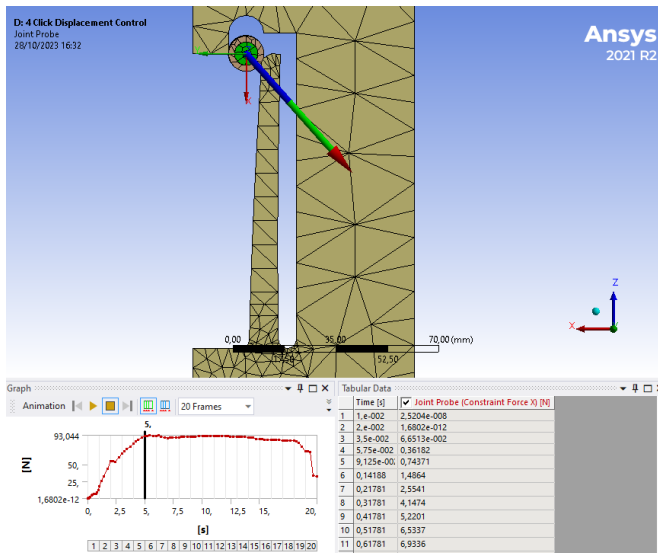 D: 4 Click Displacement Control
Joint Probe
28/10/2023 16:32
Ansys
2021 R2
X
Z
X
Y
0,00
35,00
70,00 (mm)
52,50
Graph
Animation
20 Frames
5,
93,044
50,
25,
1,6802e-12
[N]
0,
2,5
5,
7,5
10,
12,5
15,
20,
[s]
1 2 3 4 5 6 7 8 9 10 11 12 13 14 15 16 17 18 19 20
Tabular Data
Time [s] Joint Probe (Constraint Force X) [N]
1 1,e-002 2,5204e-008
2 2,e-002 1,6802e-012
3 3,5e-002 6,6513e-002
4 5,75e-002 0,36182
5 9,125e-002 0,74371
6 0,14188 1,4864
7 0,21781 2,5541
8 0,31781 4,1474
9 0,41781 5,2201
10 0,51781 6,5337
11 0,61781 6,9336